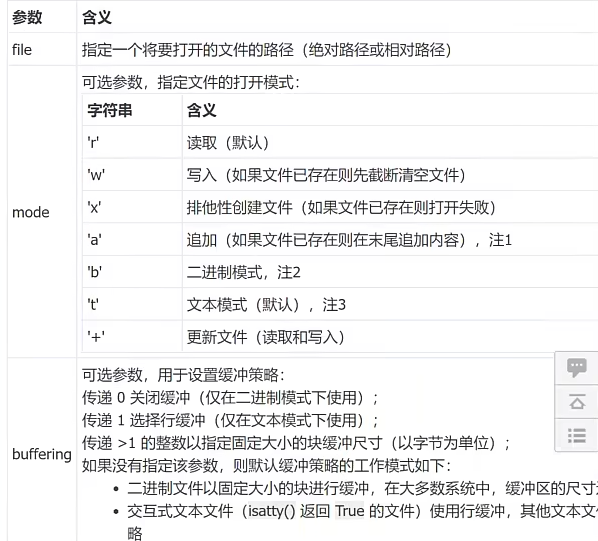 参数 含义
file 指定一个将要打开的文件的路径（绝对路径或相对路径）
可选参数，指定文件的打开模式：
字符串 含义
'r' 读取（默认）
'w' 写入（如果文件已存在则先截断清空文件）
'x' 排他性创建文件（如果文件已存在则打开失败）
mode
'a' 追加（如果文件已存在则在末尾追加内容），注1
'b' 二进制模式，注2
't' 文本模式（默认），注3
'+' 更新文件（读取和写入）
可选参数，用于设置缓冲策略：
传递 0 关闭缓冲（仅在二进制模式下使用）；
传递 1 选择行缓冲（仅在文本模式下使用）；
传递 >1 的整数以指定固定大小的块缓冲尺寸（以字节为单位）；
buffering
如果没有指定该参数，则默认缓冲策略的工作模式如下：
• 二进制文件以固定大小的块进行缓冲，在大多数系统中，缓冲区的尺寸
• 交互式文本文件（isatty() 返回 True 的文件）使用行缓冲，其他文本文
略